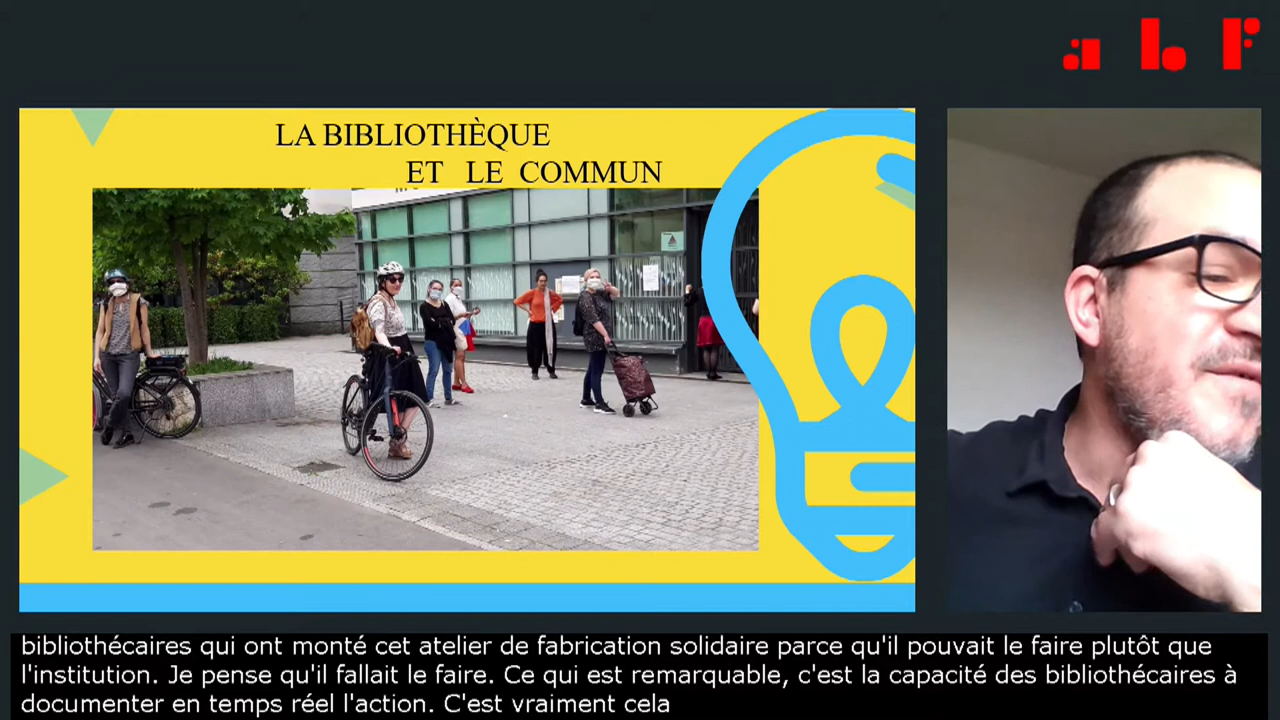 abf
LA BIBLIOTHÈQUE
ET LE COMMUN
bibliothécaires qui ont monté cet atelier de fabrication solidaire parce qu'il pouvait le faire plutôt que
l'institution. Je pense qu'il fallait le faire. Ce qui est remarquable, c'est la capacité des bibliothécaires à
documenter en temps réel l'action. C'est vraiment cela